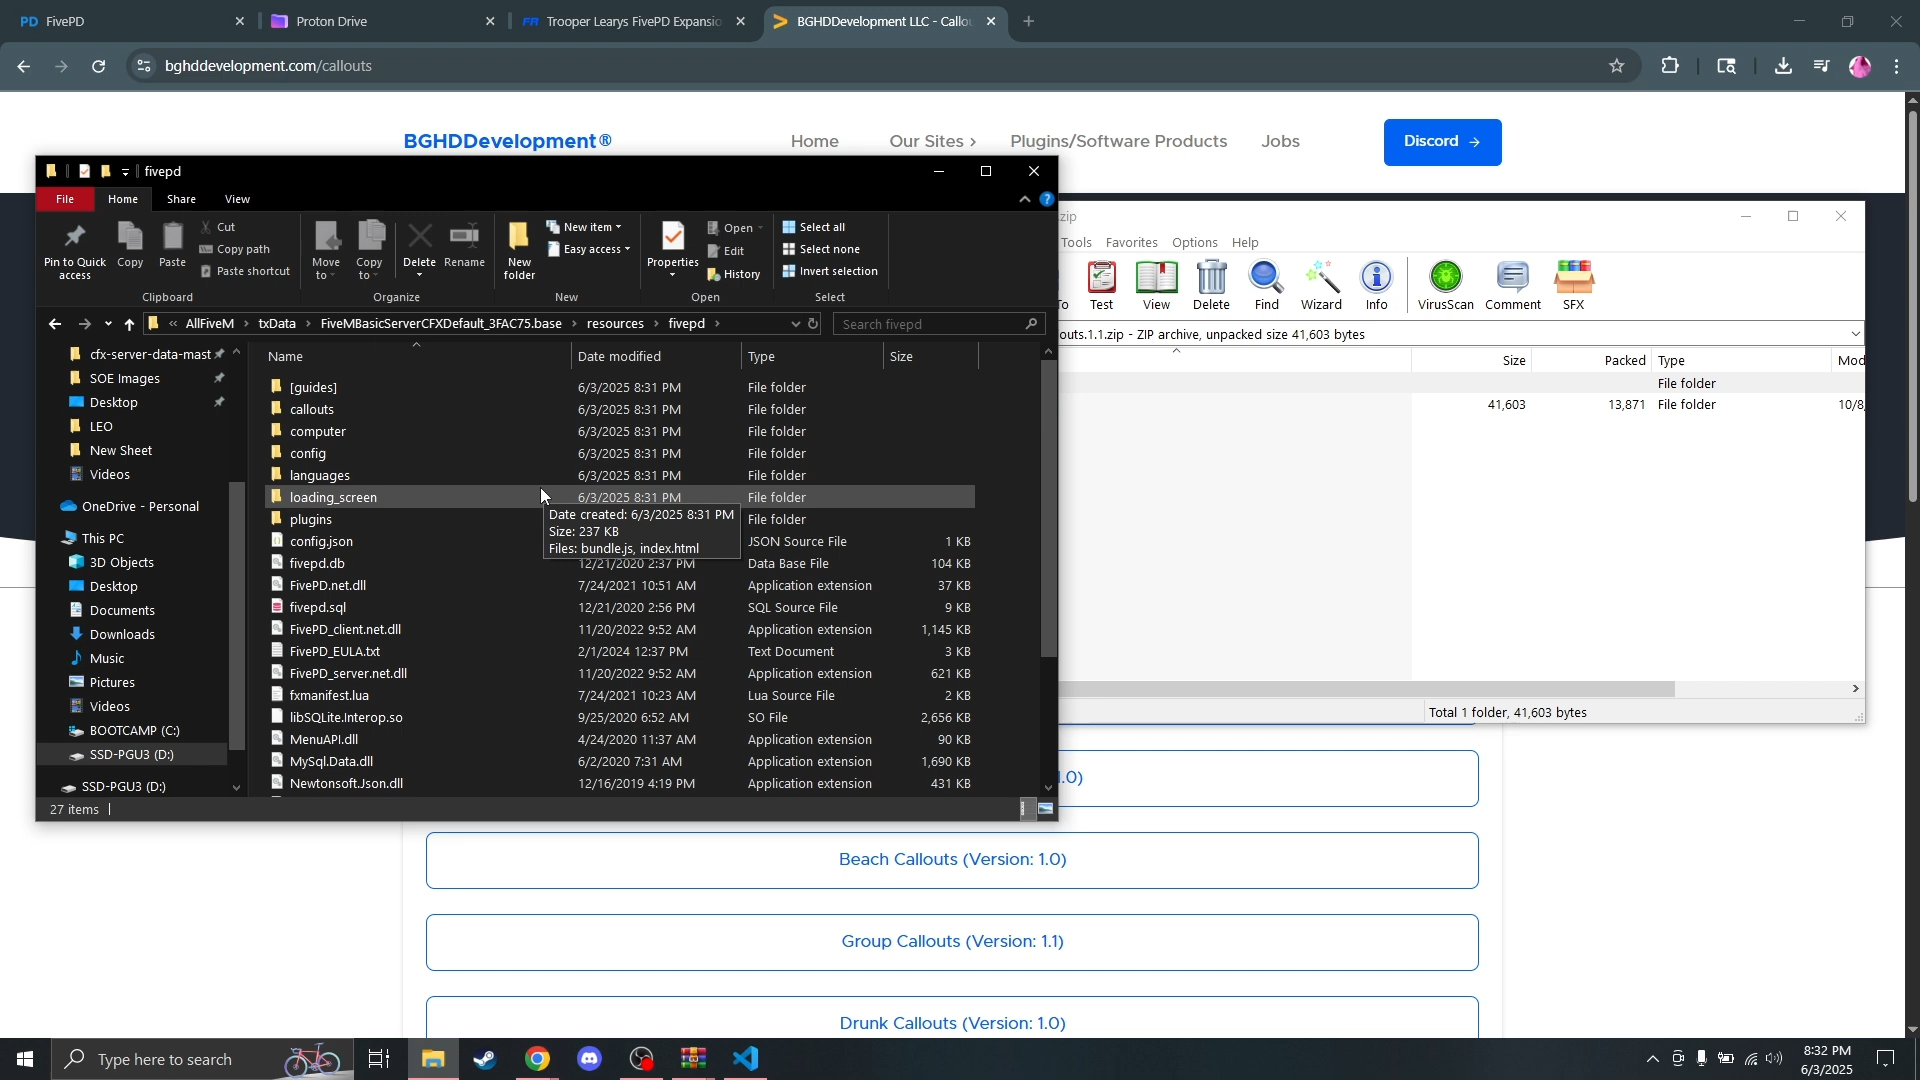 FivePD
Proton Drive
Trooper Learys FivePD Expansio
BGHDDevelopment LLC - Callou
bghddevelopment.com/callouts
BGHDDevelopment®
Home
Our Sites ›
Plugins/Software Products
Jobs
Discord →
fivepd
File
Home
Share
View
Pin to Quick access
Copy
Paste
Cut
Copy path
Paste shortcut
Clipboard
Move to
Copy to
Delete
Rename
Organize
New folder
New item
Easy access
New
Properties
Open
Edit
History
Open
Select all
Select none
Invert selection
Select
« AllFiveM › txData › FiveMBasicServerCFXDefault_3FAC75.base › resources › fivepd ›
Search fivepd
cfx-server-data-mast
SOE Images
Desktop
LEO
New Sheet
Videos
OneDrive - Personal
This PC
3D Objects
Desktop
Documents
Downloads
Music
Pictures
Videos
BOOTCAMP (C:)
SSD-PGU3 (D:)
SSD-PGU3 (D:)
Name Date modified Type Size
[guides] 6/3/2025 8:31 PM File folder
callouts 6/3/2025 8:31 PM File folder
computer 6/3/2025 8:31 PM File folder
config 6/3/2025 8:31 PM File folder
languages 6/3/2025 8:31 PM File folder
loading_screen 6/3/2025 8:31 PM File folder
plugins File folder
config.json JSON Source File 1 KB
fivepd.db 12/21/2020 2:37 PM Data Base File 104 KB
FivePD.net.dll 7/24/2021 10:51 AM Application extension 37 KB
fivepd.sql 12/21/2020 2:56 PM SQL Source File 9 KB
FivePD_client.net.dll 11/20/2022 9:52 AM Application extension 1,145 KB
FivePD_EULA.txt 2/1/2024 12:37 PM Text Document 3 KB
FivePD_server.net.dll 11/20/2022 9:52 AM Application extension 621 KB
fxmanifest.lua 7/24/2021 10:23 AM Lua Source File 2 KB
libSQLite.Interop.so 9/25/2020 6:52 AM SO File 2,656 KB
MenuAPI.dll 4/24/2020 11:37 AM Application extension 90 KB
MySql.Data.dll 6/2/2020 7:31 AM Application extension 1,690 KB
Newtonsoft.Json.dll 12/16/2019 4:19 PM Application extension 431 KB
Date created: 6/3/2025 8:31 PM
Size: 237 KB
Files: bundle.js, index.html
27 items
zip
Tools Favorites Options Help
To
Test
View
Delete
Find
Wizard
Info
VirusScan
Comment
SFX
outs.1.1.zip - ZIP archive, unpacked size 41,603 bytes
Size Packed Type Mod
File folder
41,603 13,871 File folder 10/8/
Total 1 folder, 41,603 bytes
1.0)
Beach Callouts (Version: 1.0)
Group Callouts (Version: 1.1)
Drunk Callouts (Version: 1.0)
Type here to search
8:32 PM
6/3/2025